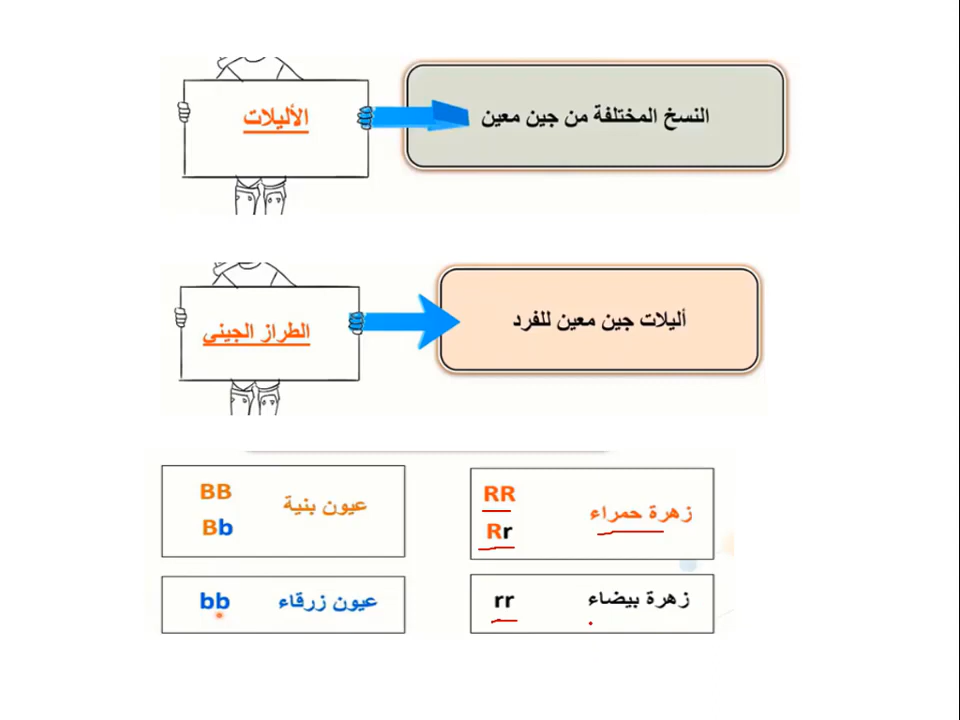 الأليلات
النسخ المختلفة من جين معين
الطراز الجيني
أليلات جين معين للفرد
زهرة حمراء
RR
Rr
عيون بنية
BB
Bb
زهرة بيضاء
rr
عيون زرقاء
bb